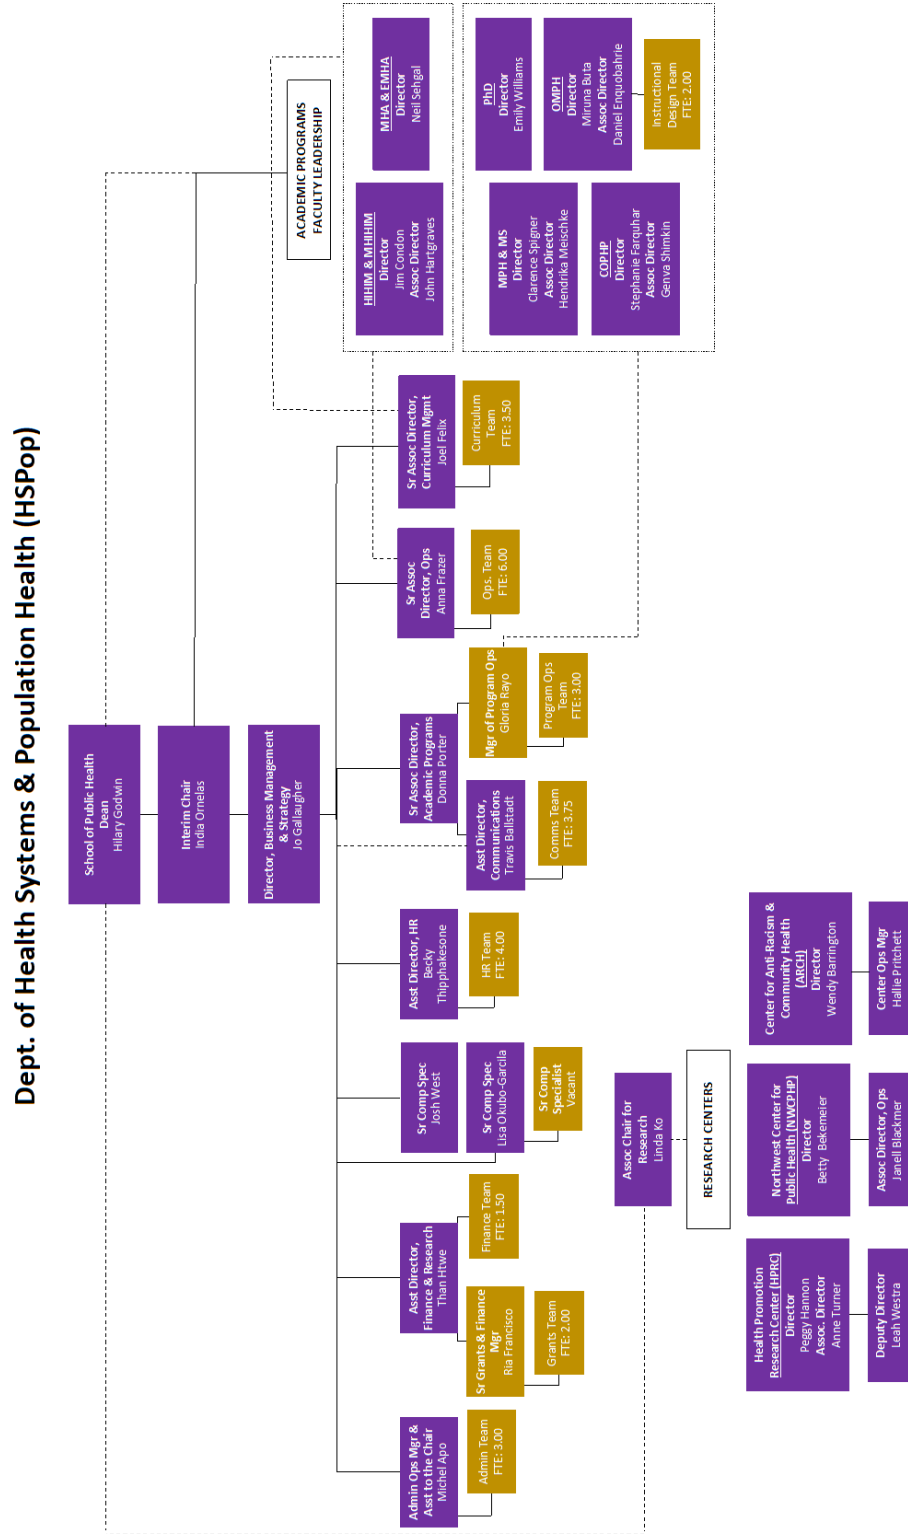 Dept. of Health Systems & Population Health (HSPop)
School of Public Health
Dean
Hilary Godwin
Interim Chair
India Ornelas
Director, Business Management
& Strategy
Jo Gallaugher
ACADEMIC PROGRAMS
FACULTY LEADERSHIP
Admin Ops Mgr &
Asst to the Chair
Michel Apo
Admin Team
FTE: 3.00
Asst Director,
Finance & Research
Than Htwe
Sr Grants & Finance
Mgr
Ria Francisco
Grants Team
FTE: 2.00
Finance Team
FTE: 1.50
Sr Comp Spec
Josh West
Sr Comp Spec
Lisa Okubo-Garcila
Sr Comp
Specialist
Vacant
Asst Director, HR
Becky
Thipphakesone
HR Team
FTE: 4.00
Sr Assoc Director,
Academic Programs
Donna Porter
Asst Director,
Communications
Travis Ballstadt
Comms Team
FTE: 3.75
Mgr of Program Ops
Gloria Rayo
Program Ops
Team
FTE: 3.00
Sr Assoc
Director, Ops
Anna Frazer
Ops. Team
FTE: 6.00
Sr Assoc Director,
Curriculum Mgmt
Joel Felix
Curriculum
Team
FTE: 3.50
HIHIM & MHIHIM
Director
Jim Condon
Assoc Director
John Hartgraves
MHA & EMHA
Director
Neil Sehgal
MPH & MS
Director
Clarence Spigner
Assoc Director
Hendrika Meischke
PhD
Director
Emily Williams
COPHP
Director
Stephanie Farquhar
Assoc Director
Genva Shimkin
OMPH
Director
Miruna Buta
Assoc Director
Daniel Enquobahrie
Instructional
Design Team
FTE: 2.00
Assoc Chair for
Research
Linda Ko
RESEARCH CENTERS
Health Promotion
Research Center (HPRC)
Director
Peggy Hannon
Assoc. Director
Anne Turner
Deputy Director
Leah Westra
Northwest Center for
Public Health (NWCPHP)
Director
Betty Bekemeier
Assoc Director, Ops
Janell Blackmer
Center for Anti-Racism &
Community Health
(ARCH)
Director
Wendy Barrington
Center Ops Mgr
Hallie Pritchett